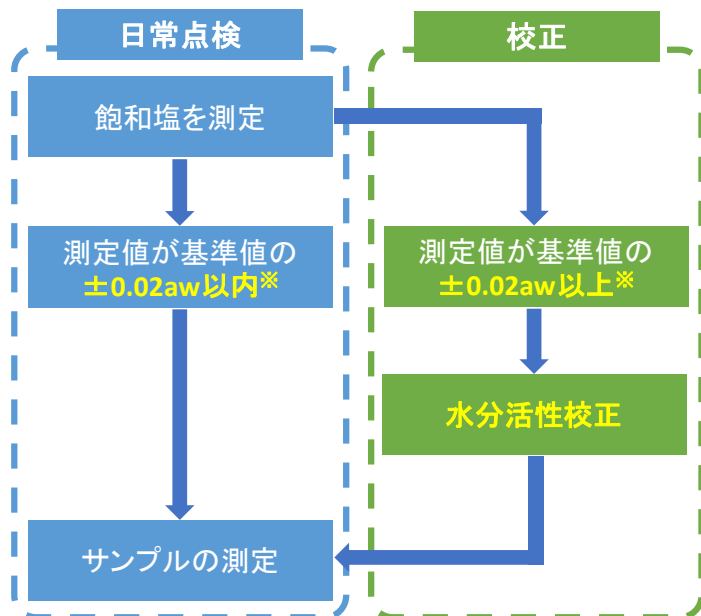 日常点検
校正
飽和塩を測定
測定値が基準値の
±0.02aw以内※
測定値が基準値の
±0.02aw以上※
水分活性校正
サンプルの測定